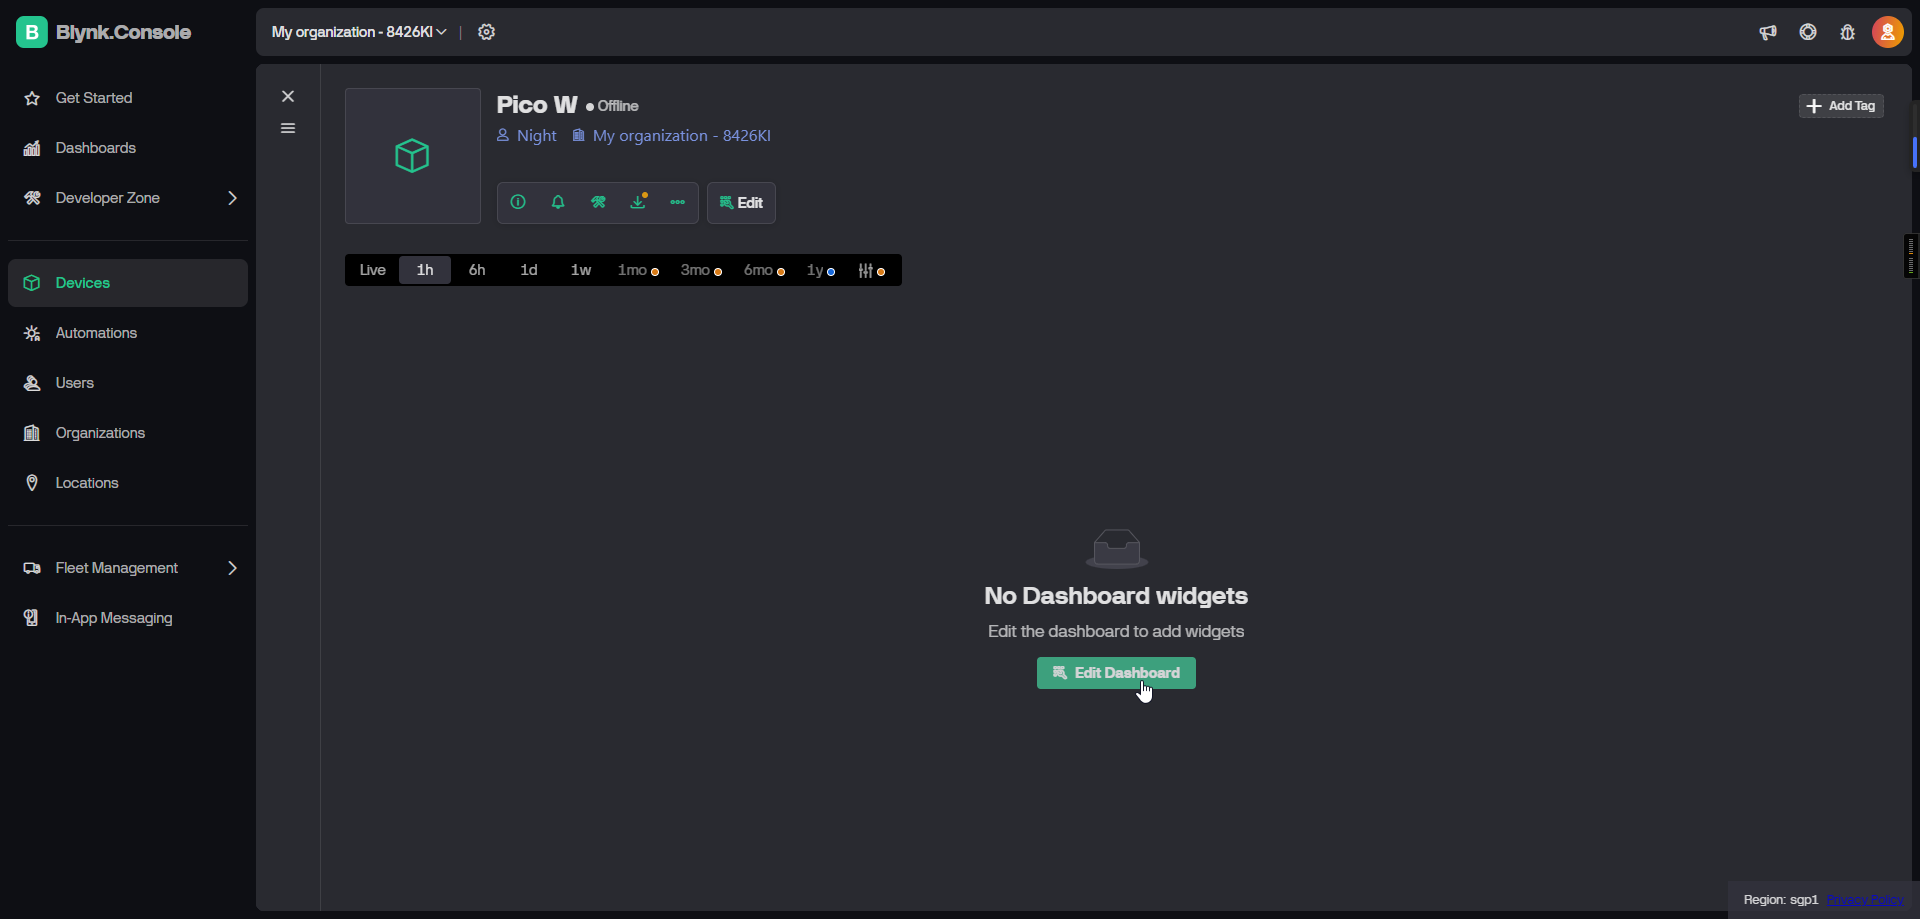 B Blynk.Console
My organization - 8426KI
Get Started
Dashboards
Developer Zone
Devices
Automations
Users
Organizations
Locations
Fleet Management
In-App Messaging
Pico W Offline
Add Tag
Night My organization - 8426KI
Edit
Live 1h 6h 1d 1w 1mo 3mo 6mo 1y
No Dashboard widgets
Edit the dashboard to add widgets
Edit Dashboard
Region: sgp1 Privacy Policy